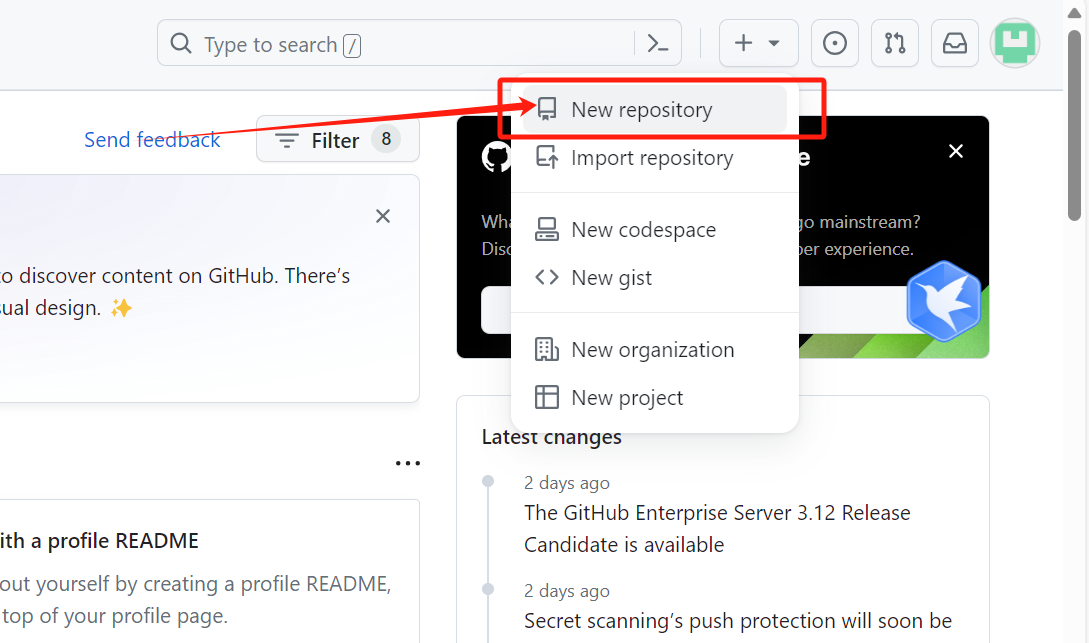 Type to search /
Send feedback
Filter 8
New repository
Import repository
New codespace
New gist
New organization
New project
go mainstream?
per experience.
to discover content on GitHub. There’s
sual design. ✨
Latest changes
2 days ago
The GitHub Enterprise Server 3.12 Release
Candidate is available
2 days ago
Secret scanning’s push protection will soon be
ith a profile README
out yourself by creating a profile README,
top of your profile page.